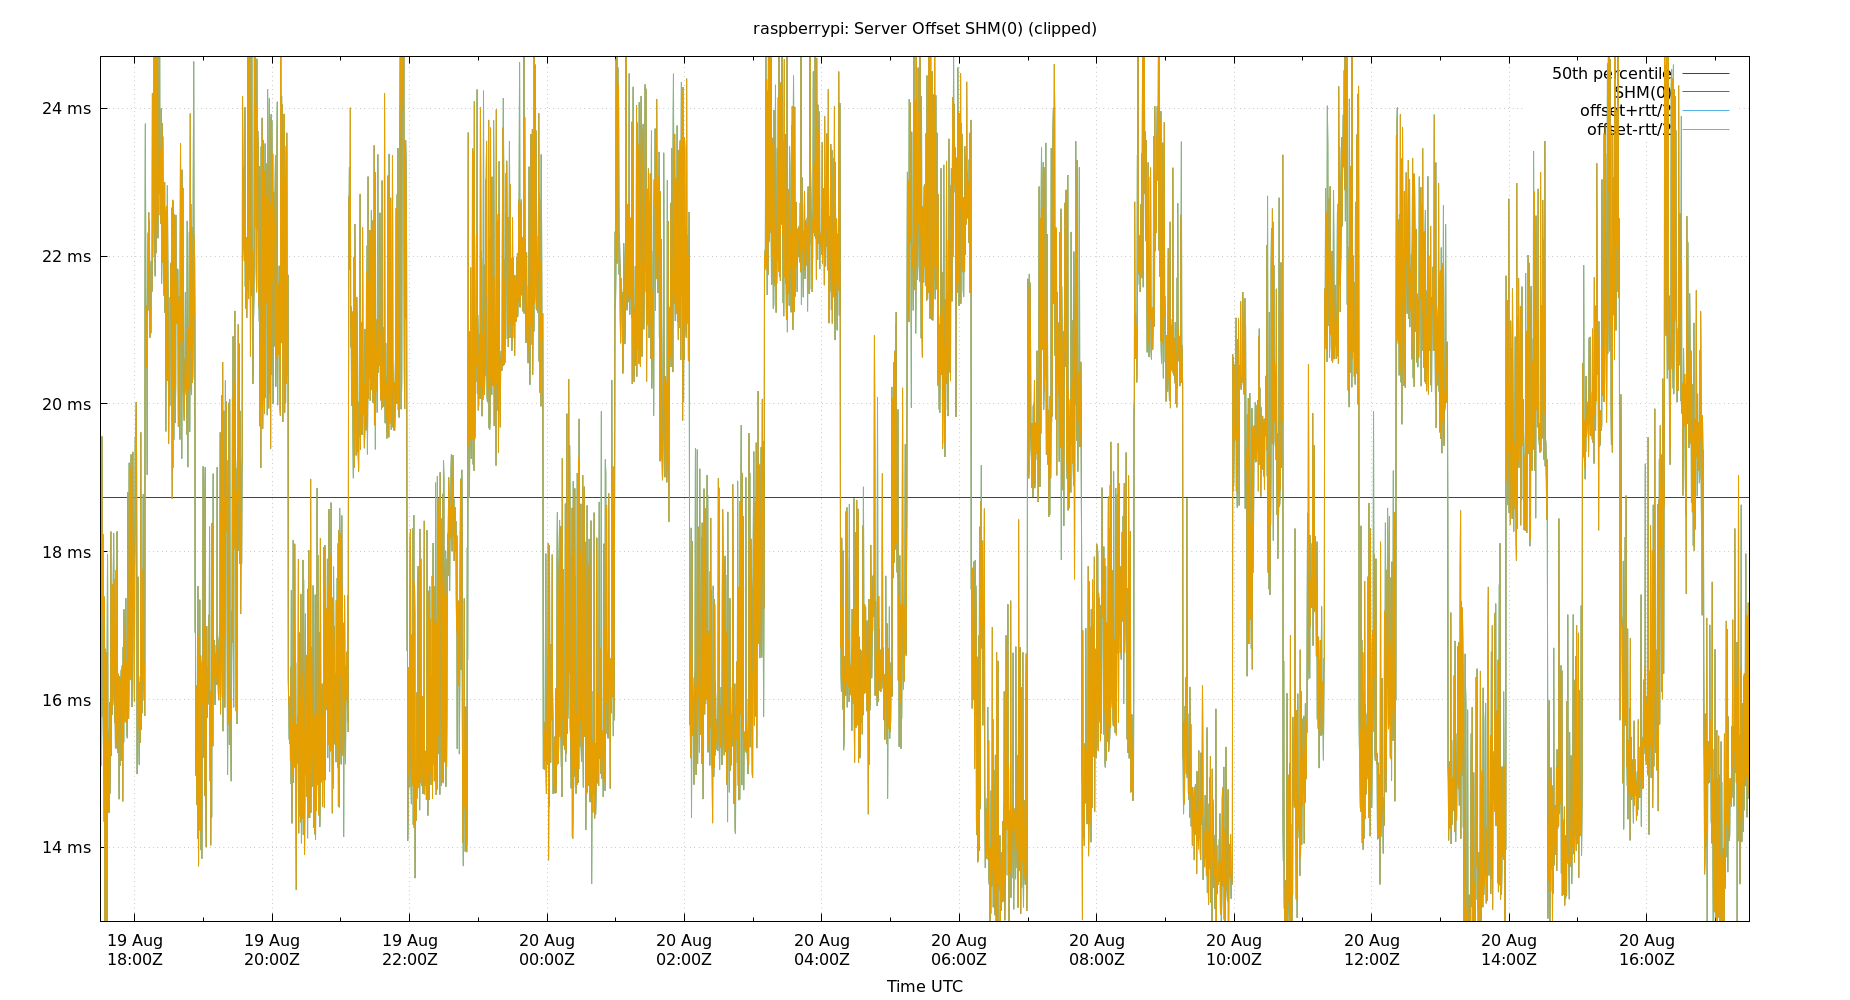 raspberrypi: Server Offset SHM(0) (clipped)
50th percentile
SHM(0)
offset+rtt/2
offset-rtt/2
24 ms
22 ms
20 ms
18 ms
16 ms
14 ms
19 Aug 19 Aug 19 Aug 20 Aug 20 Aug 20 Aug 20 Aug 20 Aug 20 Aug 20 Aug 20 Aug 20 Aug
18:00Z 20:00Z 22:00Z 00:00Z 02:00Z 04:00Z 06:00Z 08:00Z 10:00Z 12:00Z 14:00Z 16:00Z
Time UTC